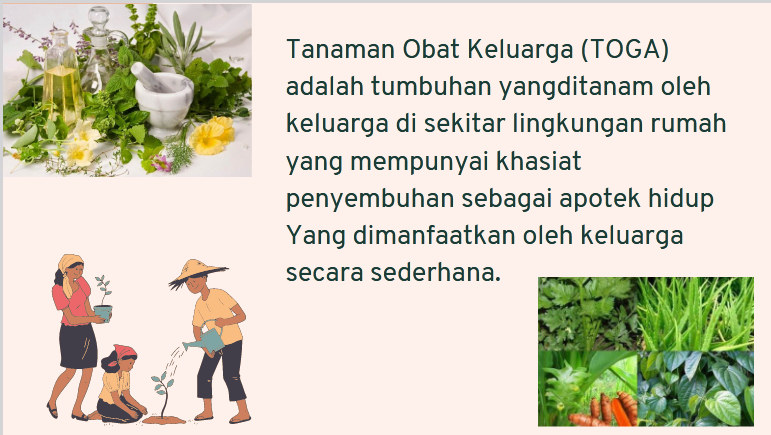 Tanaman Obat Keluarga (TOGA)
adalah tumbuhan yangditanam oleh
keluarga di sekitar lingkungan rumah
yang mempunyai khasiat
penyembuhan sebagai apotek hidup
Yang dimanfaatkan oleh keluarga
secara sederhana.